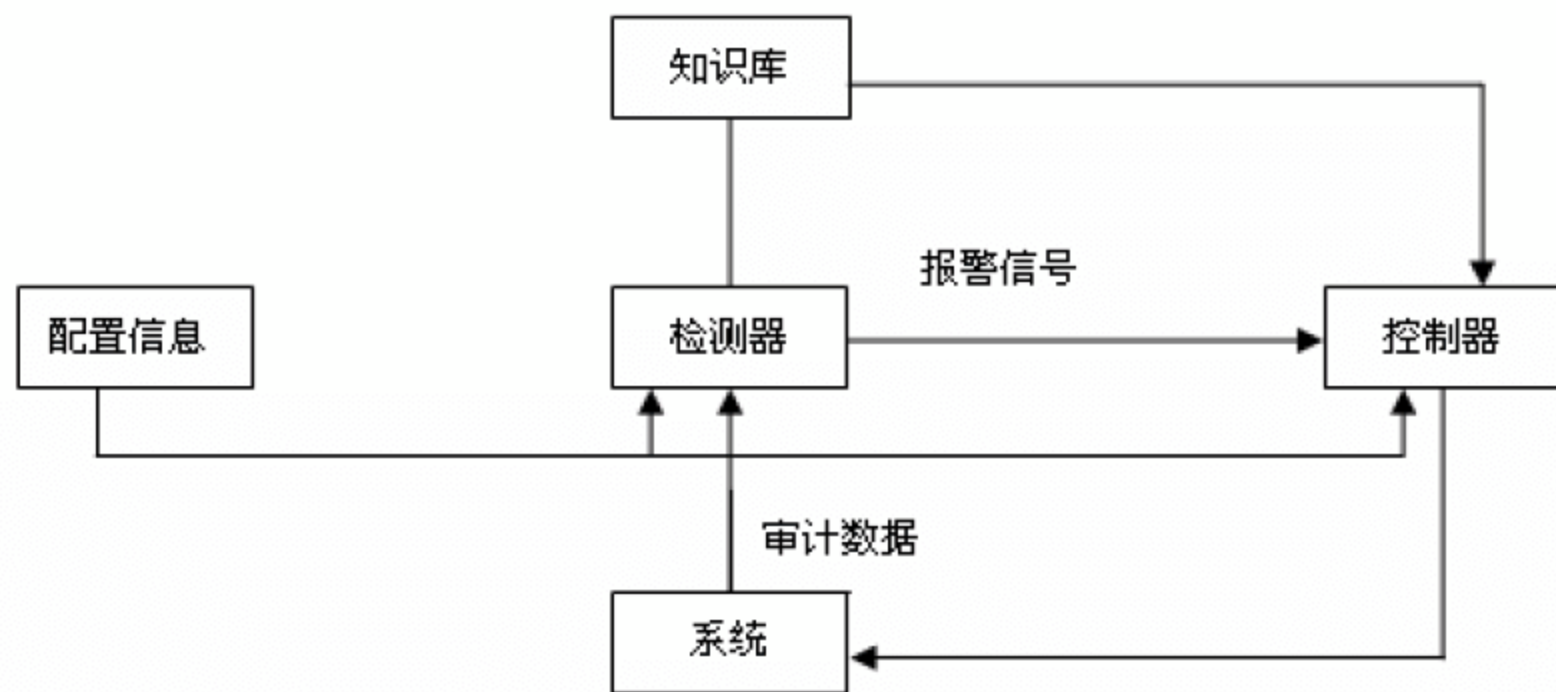 知识库
报警信号
配置信息
检测器
控制器
审计数据
系统